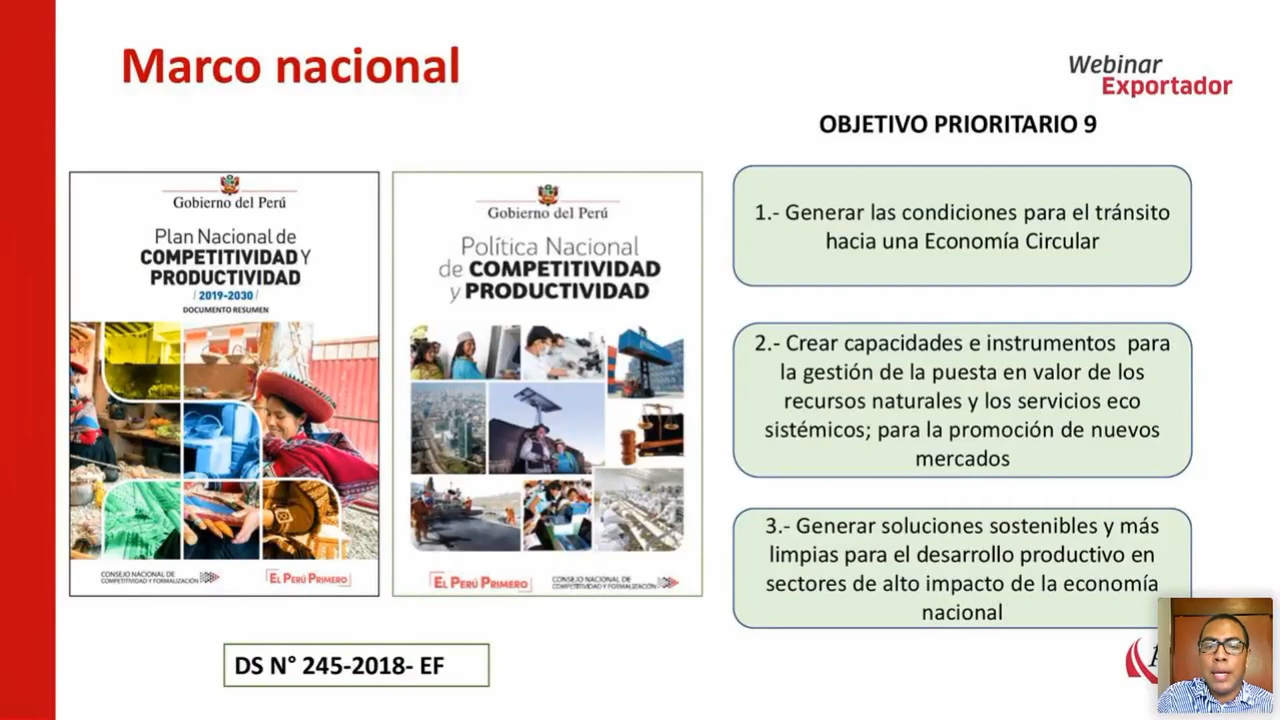 Marco nacional
Webinar
Exportador
OBJETIVO PRIORITARIO 9
Gobierno del Perú
Plan Nacional de
COMPETITIVIDAD Y
PRODUCTIVIDAD
/ 2019-2030 /
DOCUMENTO RESUMEN
CONSEJO NACIONAL DE
COMPETITIVIDAD Y FORMALIZACIÓN
EL PERÚ PRIMERO
Gobierno del Perú
Política Nacional
de COMPETITIVIDAD
y PRODUCTIVIDAD
EL PERÚ PRIMERO
CONSEJO NACIONAL DE
COMPETITIVIDAD Y FORMALIZACIÓN
1.- Generar las condiciones para el tránsito
hacia una Economía Circular
2.- Crear capacidades e instrumentos para
la gestión de la puesta en valor de los
recursos naturales y los servicios eco
sistémicos; para la promoción de nuevos
mercados
3.- Generar soluciones sostenibles y más
limpias para el desarrollo productivo en
sectores de alto impacto de la economía
nacional
DS N° 245-2018- EF